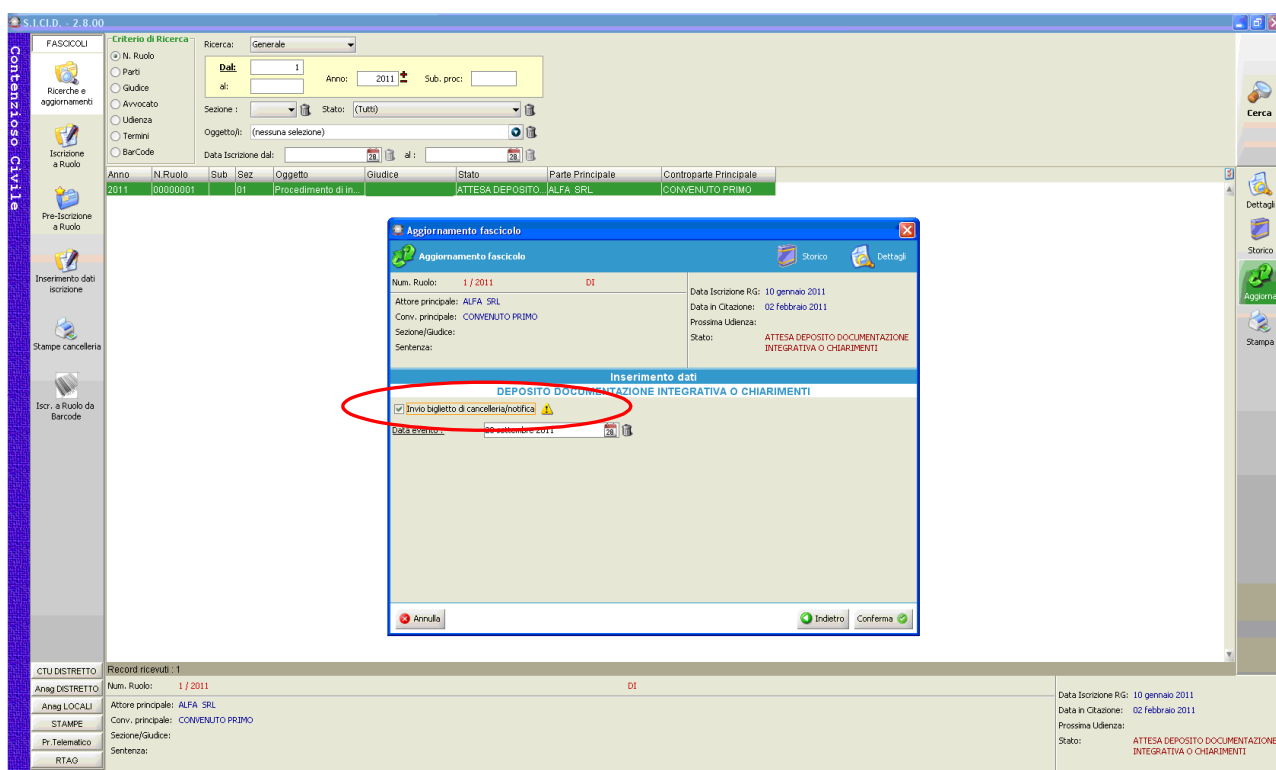 S.I.CI.D. - 2.8.00
Contenzioso Civile
FASCICOLI
Ricerche e
aggiornamenti
Iscrizione
a Ruolo
Pre-Iscrizione
a Ruolo
Inserimento dati
iscrizione
Stampe cancelleria
Iscr. a Ruolo da
Barcode
CTU DISTRETTO
Anag DISTRETTO
Anag LOCALI
STAMPE
Pr.Telematico
RTAG
Criterio di Ricerca
N. Ruolo
Parti
Giudice
Avvocato
Udienza
Termini
BarCode
Ricerca: Generale
Dal: 1
al:
Anno: 2011 Sub. proc:
Sezione : Stato: (Tutti)
Oggetto/i: (nessuna selezione)
Data Iscrizione dal: 28 al : 28
Anno N.Ruolo Sub Sez Oggetto Giudice Stato Parte Principale Controparte Principale
2011 00000001 01 Procedimento di in... ATTESA DEPOSITO... ALFA SRL CONVENUTO PRIMO
Aggiornamento fascicolo
Aggiornamento fascicolo Storico Dettagli
Num. Ruolo: 1 / 2011 DI
Attore principale: ALFA SRL
Conv. principale: CONVENUTO PRIMO
Sezione/Giudice:
Sentenza:
Data Iscrizione RG: 10 gennaio 2011
Data in Citazione: 02 febbraio 2011
Prossima Udienza:
Stato: ATTESA DEPOSITO DOCUMENTAZIONE
INTEGRATIVA O CHIARIMENTI
Inserimento dati
DEPOSITO DOCUMENTAZIONE INTEGRATIVA O CHIARIMENTI
Invio biglietto di cancelleria/notifica
Data evento : settembre 2011 28
Annulla Indietro Conferma
Cerca
Dettagli
Storico
Aggiorna
Stampa
Record ricevuti : 1
Num. Ruolo: 1 / 2011 DI
Attore principale: ALFA SRL
Conv. principale: CONVENUTO PRIMO
Sezione/Giudice:
Sentenza:
Data Iscrizione RG: 10 gennaio 2011
Data in Citazione: 02 febbraio 2011
Prossima Udienza:
Stato: ATTESA DEPOSITO DOCUMENTAZIONE
INTEGRATIVA O CHIARIMENTI